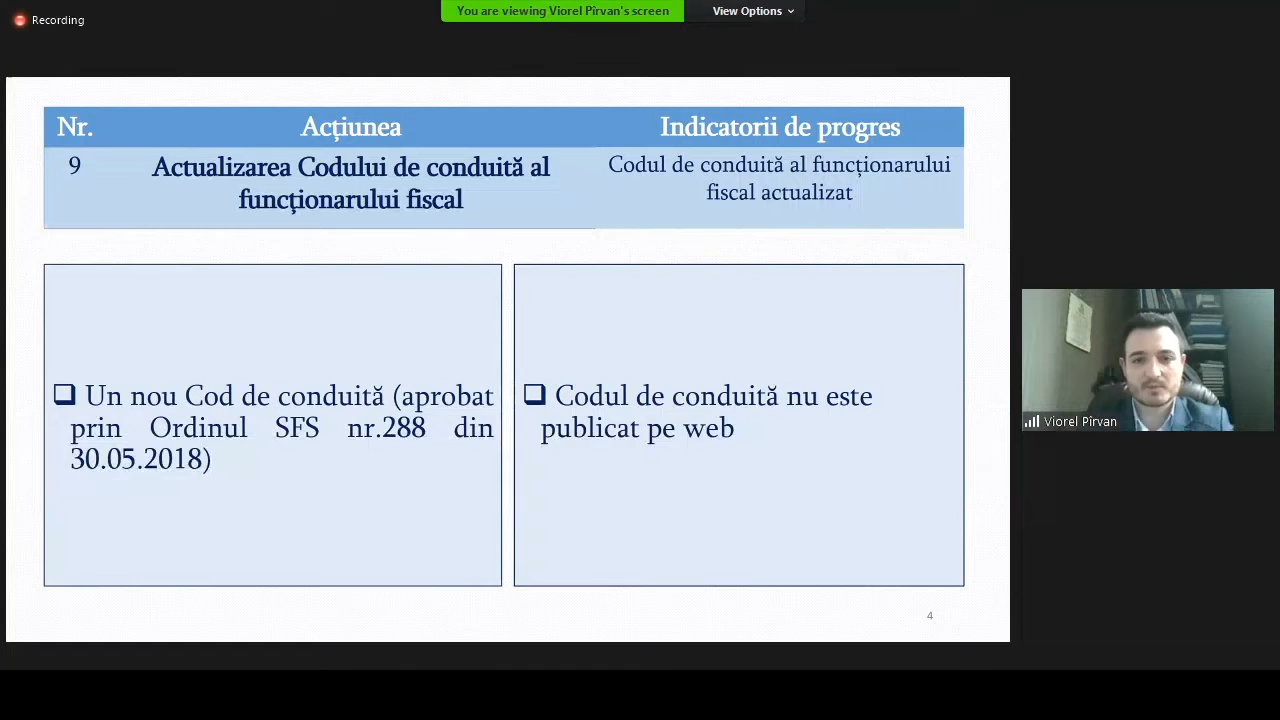 Recording
You are viewing Viorel Pîrvan's screen
View Options
Nr.
Acțiunea
Indicatorii de progres
9
Actualizarea Codului de conduită al
funcționarului fiscal
Codul de conduită al funcționarului
fiscal actualizat
❑ Un nou Cod de conduită (aprobat
prin Ordinul SFS nr.288 din
30.05.2018)
❑ Codul de conduită nu este
publicat pe web
Viorel Pîrvan
4